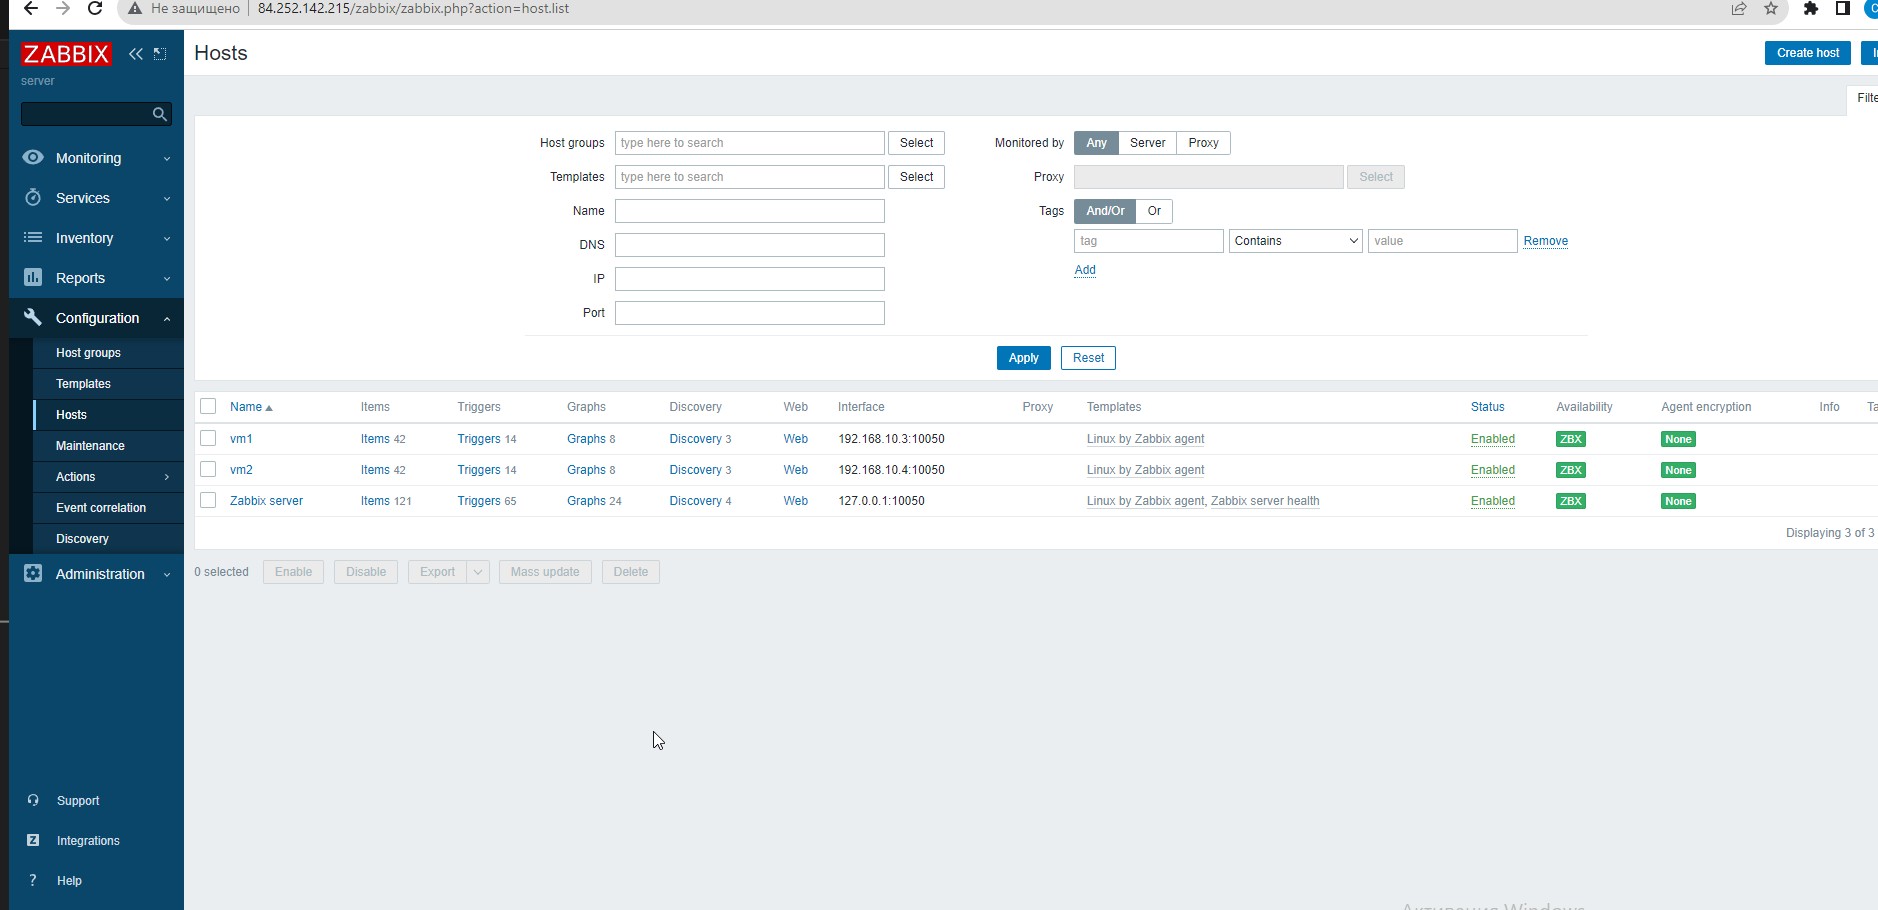 Не защищено 84.252.142.215/zabbix/zabbix.php?action=host.list
ZABBIX
server
Monitoring
Services
Inventory
Reports
Configuration
Host groups
Templates
Hosts
Maintenance
Actions
Event correlation
Discovery
Administration
Support
Integrations
Help
Hosts
Create host
Filte
Host groups type here to search Select Monitored by Any Server Proxy
Templates type here to search Select Proxy Select
Name Tags And/Or Or
DNS tag Contains value Remove
IP Add
Port
Apply Reset
Name Items Triggers Graphs Discovery Web Interface Proxy Templates Status Availability Agent encryption Info Ta
vm1 Items 42 Triggers 14 Graphs 8 Discovery 3 Web 192.168.10.3:10050 Linux by Zabbix agent Enabled ZBX None
vm2 Items 42 Triggers 14 Graphs 8 Discovery 3 Web 192.168.10.4:10050 Linux by Zabbix agent Enabled ZBX None
Zabbix server Items 121 Triggers 65 Graphs 24 Discovery 4 Web 127.0.0.1:10050 Linux by Zabbix agent, Zabbix server health Enabled ZBX None
Displaying 3 of 3
0 selected Enable Disable Export Mass update Delete
Активация Windows